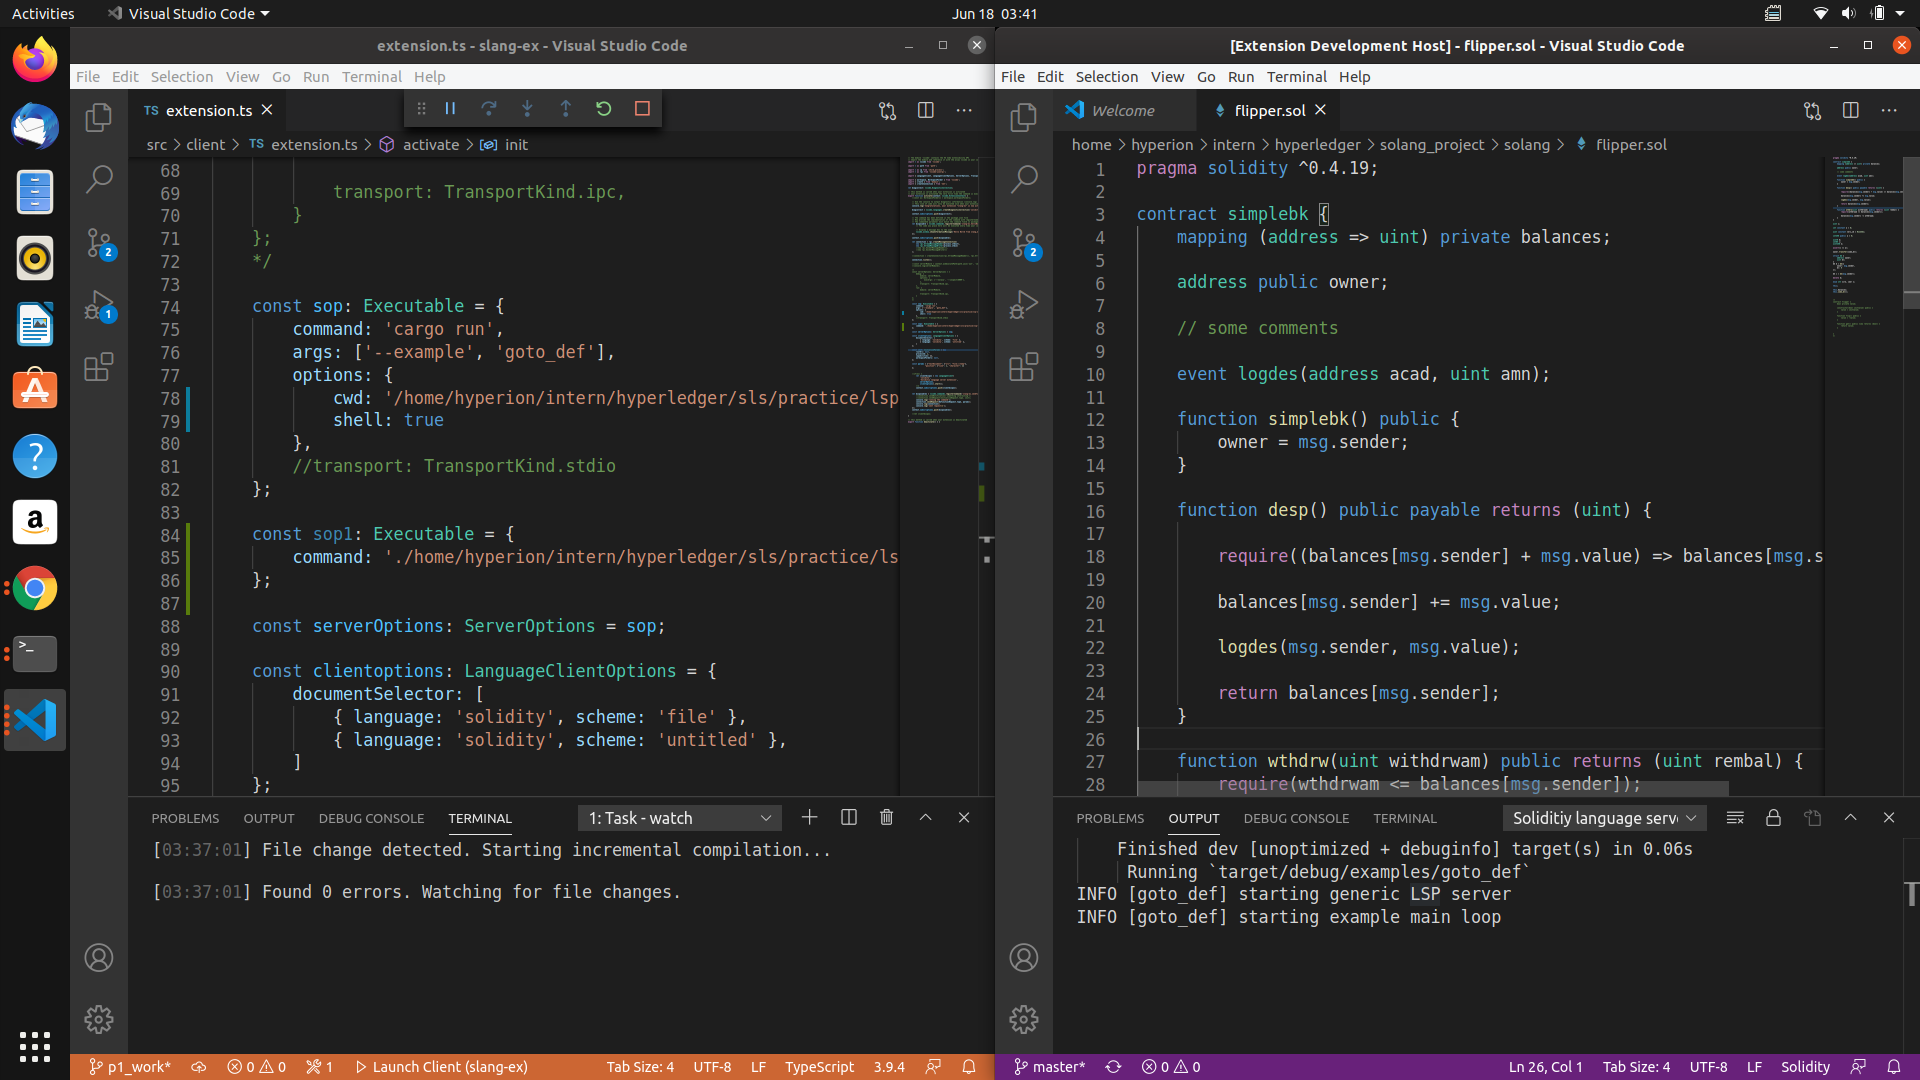 Activities
Visual Studio Code
Jun 18 03:41
extension.ts - slang-ex - Visual Studio Code
File Edit Selection View Go Run Terminal Help
TS extension.ts
src > client > TS extension.ts > activate > init
68
69 transport: TransportKind.ipc,
70 }
71 };
72 */
73
74 const sop: Executable = {
75 command: 'cargo run',
76 args: ['--example', 'goto_def'],
77 options: {
78 cwd: '/home/hyperion/intern/hyperledger/sls/practice/lsp
79 shell: true
80 },
81 //transport: TransportKind.stdio
82 };
83
84 const sop1: Executable = {
85 command: './home/hyperion/intern/hyperledger/sls/practice/ls
86 };
87
88 const serverOptions: ServerOptions = sop;
89
90 const clientoptions: LanguageClientOptions = {
91 documentSelector: [
92 { language: 'solidity', scheme: 'file' },
93 { language: 'solidity', scheme: 'untitled' },
94 ]
95 };
2
1
PROBLEMS OUTPUT DEBUG CONSOLE TERMINAL 1: Task - watch
[03:37:01] File change detected. Starting incremental compilation...
[03:37:01] Found 0 errors. Watching for file changes.
p1_work* 0 0 1 Launch Client (slang-ex) Tab Size: 4 UTF-8 LF TypeScript 3.9.4
[Extension Development Host] - flipper.sol - Visual Studio Code
File Edit Selection View Go Run Terminal Help
Welcome flipper.sol
home > hyperion > intern > hyperledger > solang_project > solang > flipper.sol
1 pragma solidity ^0.4.19;
2
3 contract simplebk {
4 mapping (address => uint) private balances;
5
6 address public owner;
7
8 // some comments
9
10 event logdes(address acad, uint amn);
11
12 function simplebk() public {
13 owner = msg.sender;
14 }
15
16 function desp() public payable returns (uint) {
17
18 require((balances[msg.sender] + msg.value) => balances[msg.s
19
20 balances[msg.sender] += msg.value;
21
22 logdes(msg.sender, msg.value);
23
24 return balances[msg.sender];
25 }
26
27 function wthdrw(uint withdrwam) public returns (uint rembal) {
28 require(wthdrwam <= balances[msg.sender]);
2
PROBLEMS OUTPUT DEBUG CONSOLE TERMINAL Soliditiy language serv
Finished dev [unoptimized + debuginfo] target(s) in 0.06s
Running `target/debug/examples/goto_def`
INFO [goto_def] starting generic LSP server
INFO [goto_def] starting example main loop
master* 0 0 Ln 26, Col 1 Tab Size: 4 UTF-8 LF Solidity